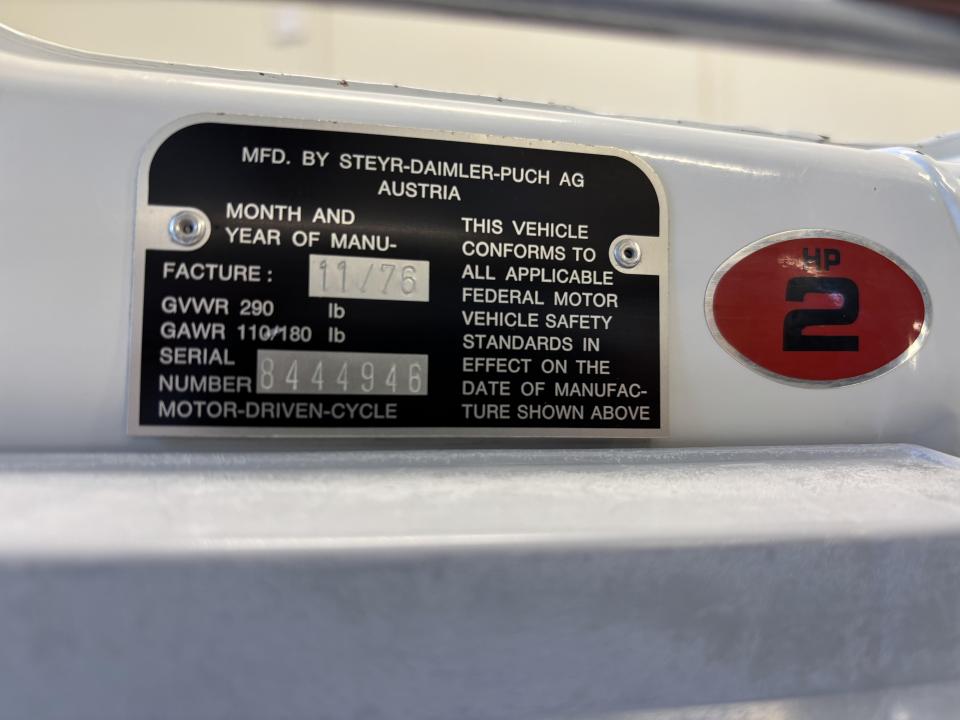 MFD. BY STEYR-DAIMLER-PUCH AG
AUSTRIA
MONTH AND
YEAR OF MANU-
FACTURE : 11/76
GVWR 290 lb
GAWR 110/180 lb
SERIAL
NUMBER 8444946
MOTOR-DRIVEN-CYCLE
THIS VEHICLE
CONFORMS TO
ALL APPLICABLE
FEDERAL MOTOR
VEHICLE SAFETY
STANDARDS IN
EFFECT ON THE
DATE OF MANUFAC-
TURE SHOWN ABOVE
HP
2